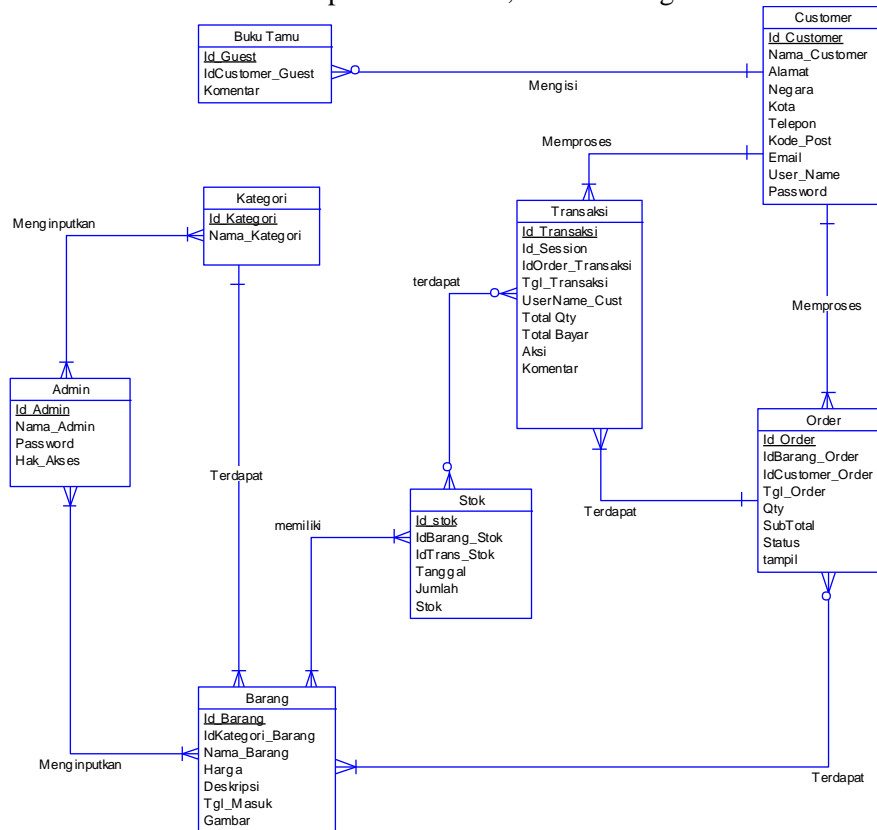 Buku Tamu
Id_Guest
IdCustomer_Guest
Komentar
Mengisi
Customer
Id_Customer
Nama_Customer
Alamat
Negara
Kota
Telepon
Kode_Post
Email
User_Name
Password
Memproses
Kategori
Id_Kategori
Nama_Kategori
Menginputkan
Transaksi
Id_Transaksi
Id_Session
IdOrder_Transaksi
Tgl_Transaksi
UserName_Cust
Total Qty
Total Bayar
Aksi
Komentar
terdapat
Memproses
Admin
Id_Admin
Nama_Admin
Password
Hak_Akses
Order
Id_Order
IdBarang_Order
IdCustomer_Order
Tgl_Order
Qty
SubTotal
Status
tampil
Terdapat
Terdapat
Stok
Id_stok
IdBarang_Stok
IdTrans_Stok
Tanggal
Jumlah
Stok
memiliki
Barang
Id_Barang
IdKategori_Barang
Nama_Barang
Harga
Deskripsi
Tgl_Masuk
Gambar
Menginputkan
Terdapat